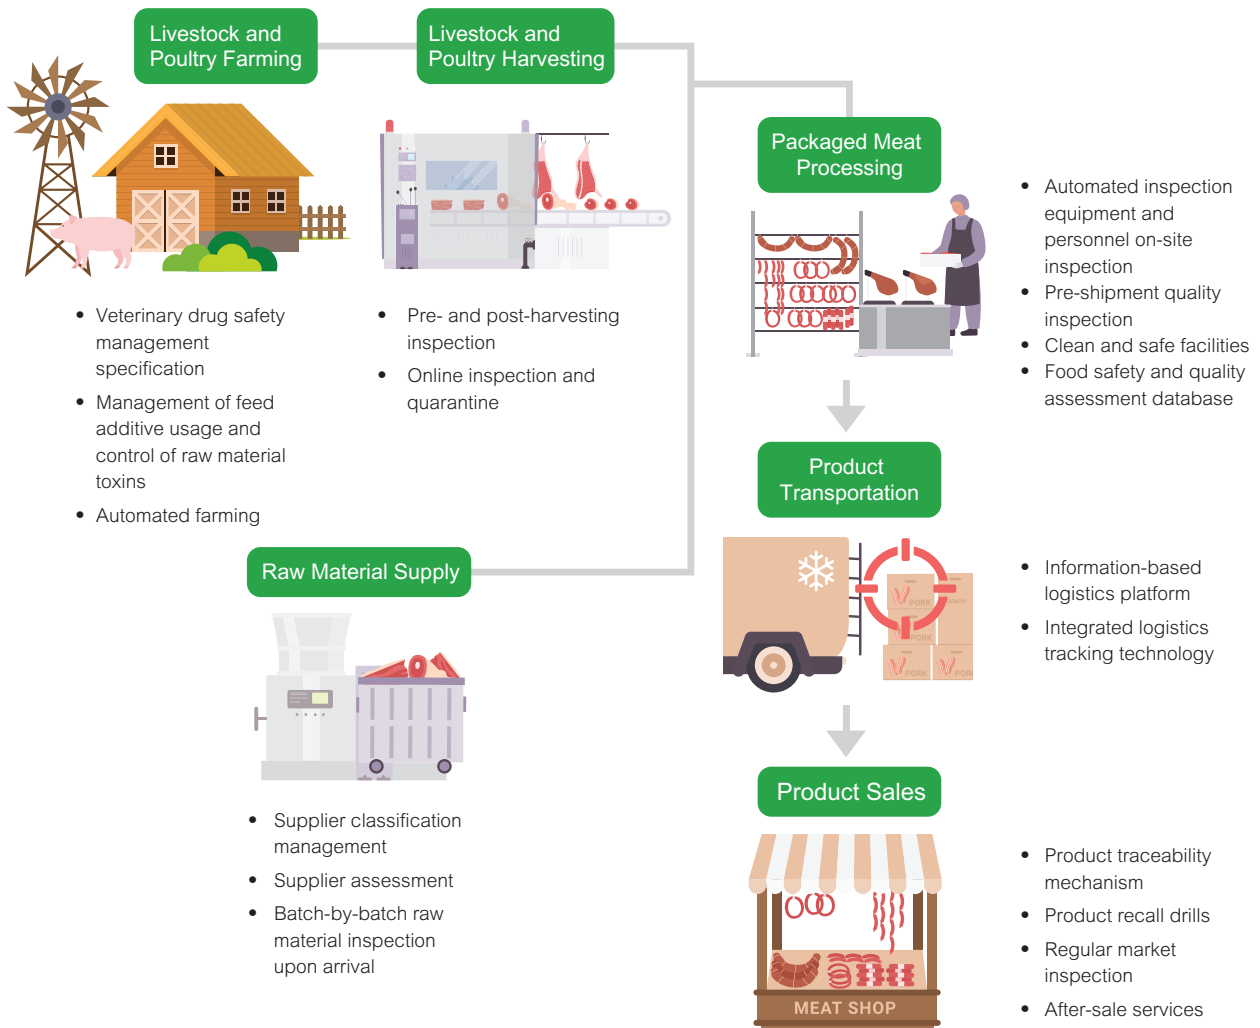 Livestock and
Poultry Farming
Livestock and
Poultry Harvesting
• Veterinary drug safety
management
specification
• Management of feed
additive usage and
control of raw material
toxins
• Automated farming
• Pre- and post-harvesting
inspection
• Online inspection and
quarantine
Raw Material Supply
• Supplier classification
management
• Supplier assessment
• Batch-by-batch raw
material inspection
upon arrival
Packaged Meat
Processing
• Automated inspection
equipment and
personnel on-site
inspection
• Pre-shipment quality
inspection
• Clean and safe facilities
• Food safety and quality
assessment database
Product
Transportation
PORK
PORK
PORK
• Information-based
logistics platform
• Integrated logistics
tracking technology
Product Sales
MEAT SHOP
• Product traceability
mechanism
• Product recall drills
• Regular market
inspection
• After-sale services